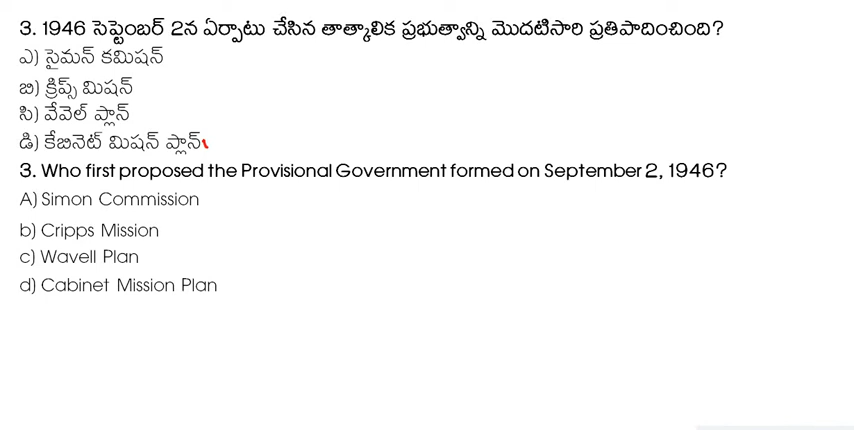 3. 1946 సెప్టెంబర్ 2న ఏర్పాటు చేసిన తాత్కాలిక ప్రభుత్వాన్ని మొదటిసారి ప్రతిపాదించింది?
ఎ) సైమన్ కమిషన్
బి) క్రిప్స్ మిషన్
సి) వేవెల్ ప్లాన్
డి) కేబినెట్ మిషన్ ప్లాన్
3. Who first proposed the Provisional Government formed on September 2, 1946?
A) Simon Commission
b) Cripps Mission
c) Wavell Plan
d) Cabinet Mission Plan